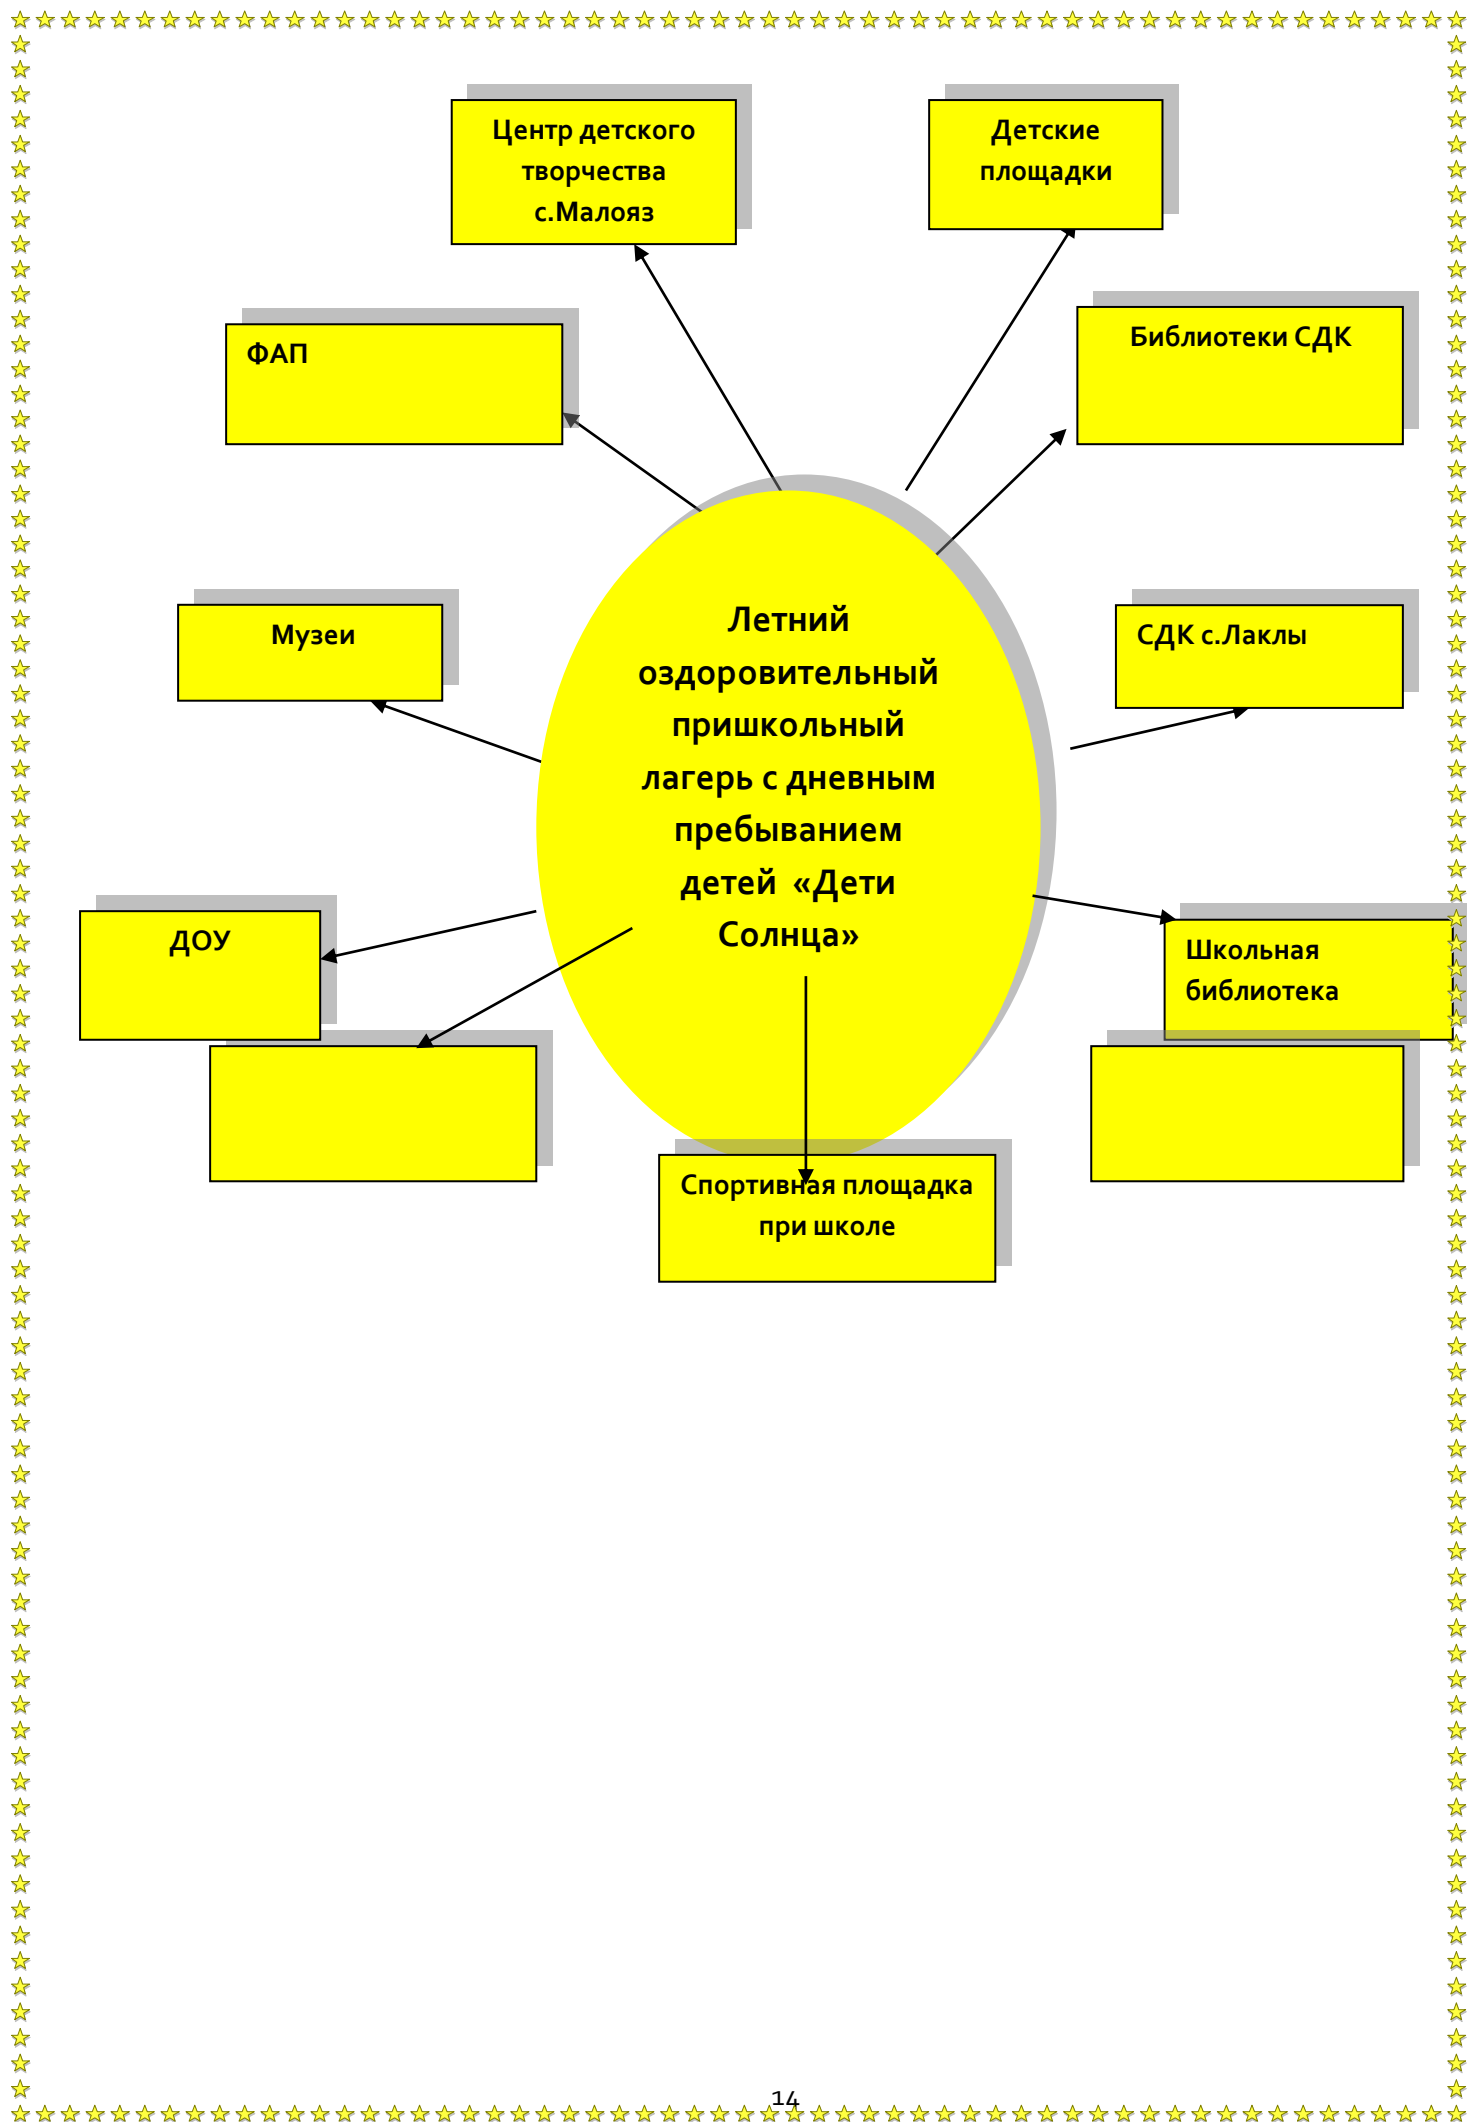 Центр детского
творчества
с.Малояз
Детские
площадки
ФАП
Библиотеки СДК
Музеи
Летний
оздоровительный
пришкольный
лагерь с дневным
пребыванием
детей «Дети
Солнца»
СДК с.Лаклы
ДОУ
Школьная
библиотека
Спортивная площадка
при школе
14